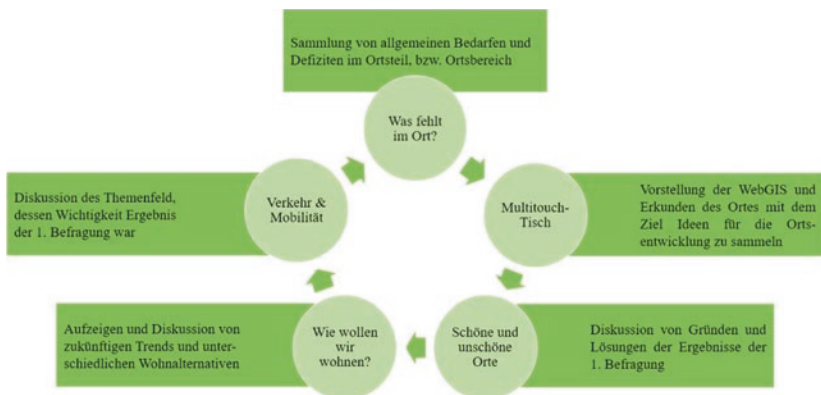 Sammlung von allgemeinen Bedarfen und
Defiziten im Ortsteil, bzw. Ortsbereich
Was fehlt
im Ort?
Multitouch-
Tisch
Vorstellung der WebGIS und
Erkunden des Ortes mit dem
Ziel Ideen für die Orts-
entwicklung zu sammeln
Schöne und
unschöne
Orte
Diskussion von Gründen und
Lösungen der Ergebnisse der
1. Befragung
Wie wollen
wir
wohnen?
Aufzeigen und Diskussion von
zukünftigen Trends und unter-
schiedlichen Wohnalternativen
Verkehr &
Mobilität
Diskussion des Themenfeld,
dessen Wichtigkeit Ergebnis
der 1. Befragung war